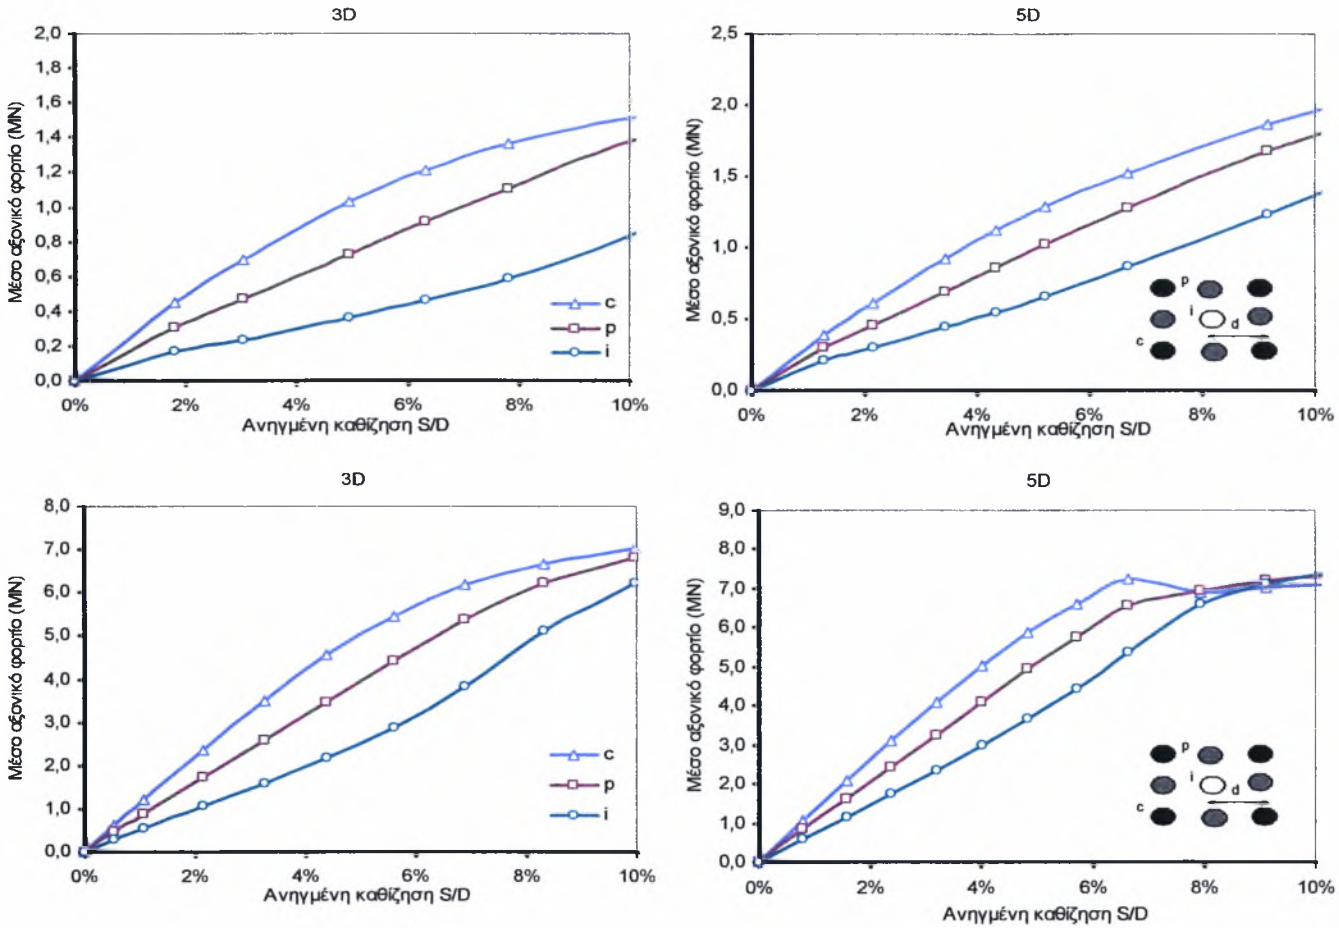 3D
Μέσο αξονικό φορτίο (MN)
2,0
1,8
1,6
1,4
1,2
1,0
0,8
0,6
0,4
0,2
0,0
0% 2% 4% 6% 8% 10%
Ανηγμένη καθίζηση S/D
c
p
i
5D
Μέσο αξονικό φορτίο (MN)
2,5
2,0
1,5
1,0
0,5
0,0
0% 2% 4% 6% 8% 10%
Ανηγμένη καθίζηση S/D
p
i
d
c
3D
Μέσο αξονικό φορτίο (MN)
8,0
7,0
6,0
5,0
4,0
3,0
2,0
1,0
0,0
0% 2% 4% 6% 8% 10%
Ανηγμένη καθίζηση S/D
c
p
i
5D
Μέσο αξονικό φορτίο (MN)
9,0
8,0
7,0
6,0
5,0
4,0
3,0
2,0
1,0
0,0
0% 2% 4% 6% 8% 10%
Ανηγμένη καθίζηση S/D
p
i
d
c